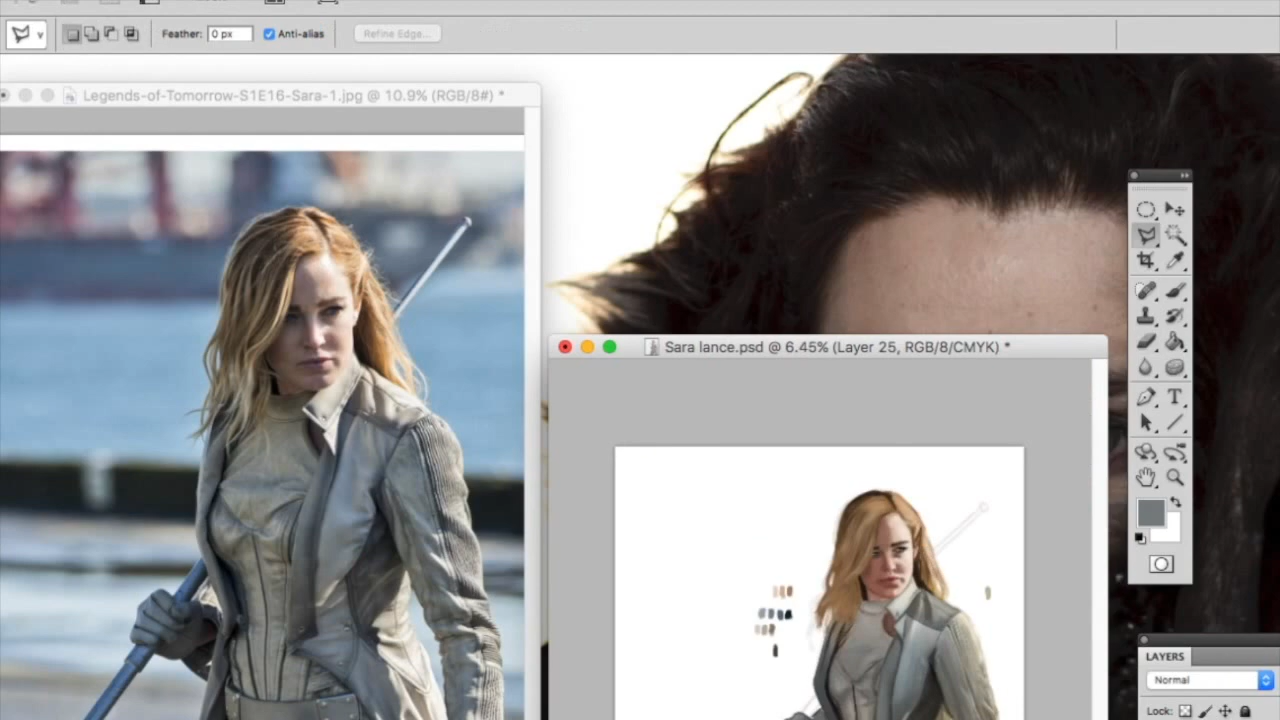 Feather: 0 px Anti-alias Refine Edge...
Legends-of-Tomorrow-S1E16-Sara-1.jpg @ 10.9% (RGB/8#) *
Sara lance.psd @ 6.45% (Layer 25, RGB/8/CMYK) *
T
LAYERS
Normal
Lock: